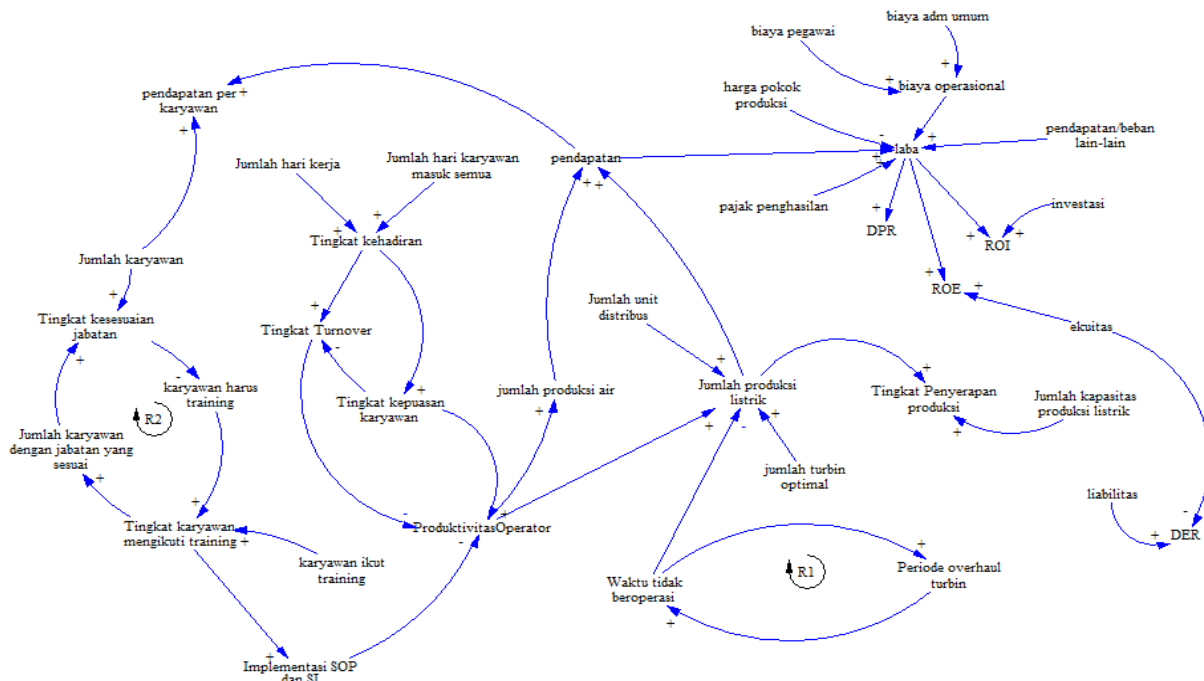 biaya adm umum
biaya pegawai
harga pokok
produksi
biaya operasional
pendapatan per
karyawan
pendapatan/beban
lain-lain
Jumlah hari kerja
Jumlah hari karyawan
masuk semua
pendapatan
laba
pajak penghasilan
investasi
DPR
ROI
Tingkat kehadiran
Jumlah karyawan
ROE
Jumlah unit
distribus
ekuitas
Tingkat kesesuaian
jabatan
Tingkat Turnover
karyawan harus
training
jumlah produksi air
Jumlah produksi
listrik
Tingkat Penyerapan
produksi
Jumlah kapasitas
produksi listrik
Tingkat kepuasan
karyawan
R2
Jumlah karyawan
dengan jabatan yang
sesuai
jumlah turbin
optimal
liabilitas
Tingkat karyawan
mengikuti training
ProduktivitasOperator
DER
karyawan ikut
training
Waktu tidak
beroperasi
R1
Periode overhaul
turbin
Implementasi SOP
dan SI